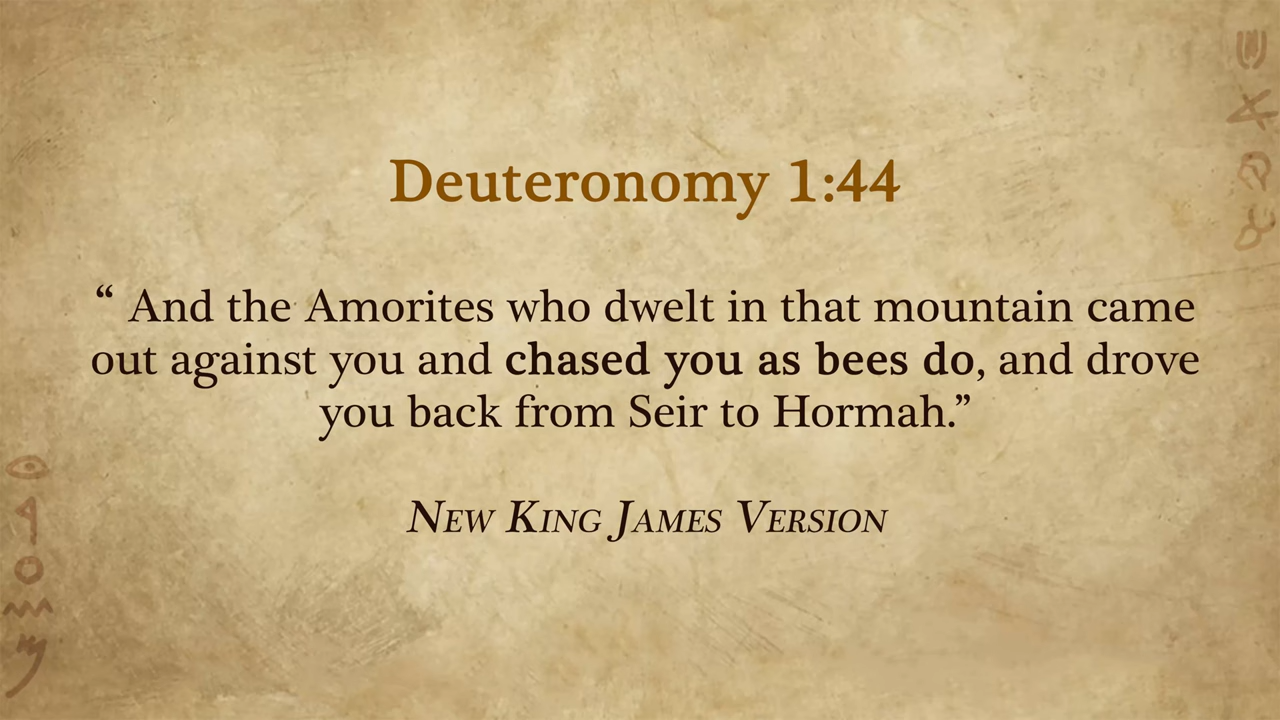 Deuteronomy 1:44
“ And the Amorites who dwelt in that mountain came
out against you and chased you as bees do, and drove
you back from Seir to Hormah.”
New King James Version